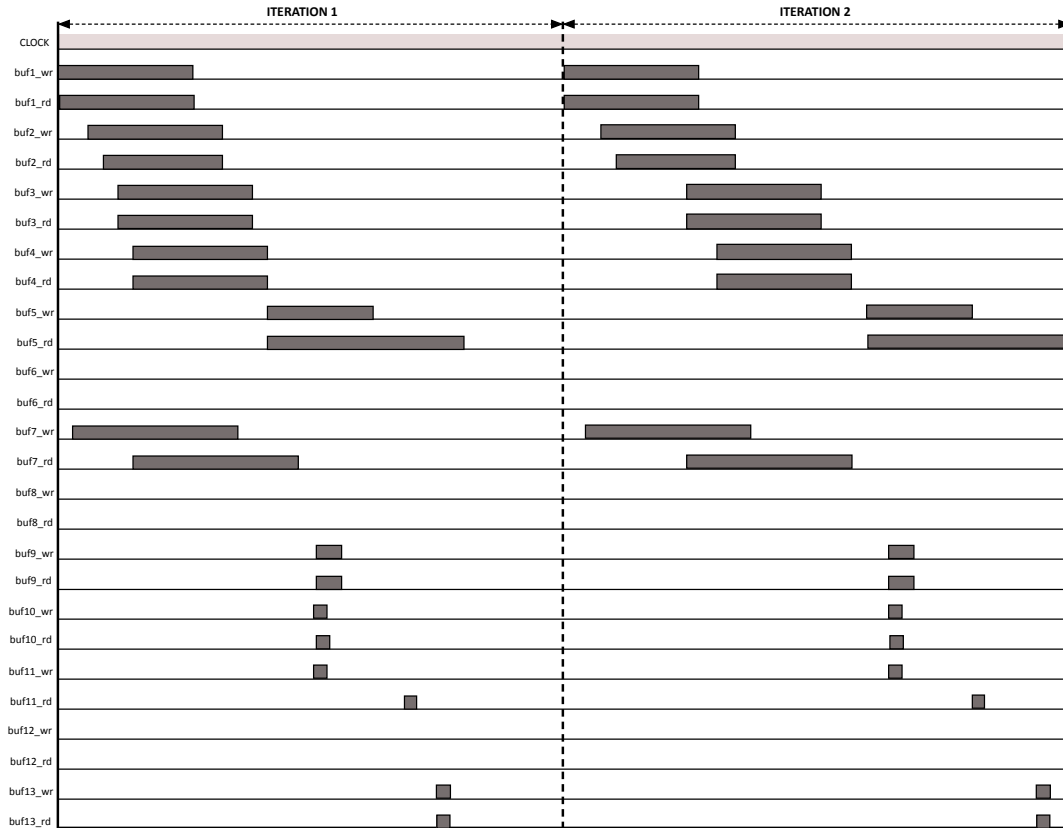 ITERATION 1
ITERATION 2
CLOCK
buf1_wr
buf1_rd
buf2_wr
buf2_rd
buf3_wr
buf3_rd
buf4_wr
buf4_rd
buf5_wr
buf5_rd
buf6_wr
buf6_rd
buf7_wr
buf7_rd
buf8_wr
buf8_rd
buf9_wr
buf9_rd
buf10_wr
buf10_rd
buf11_wr
buf11_rd
buf12_wr
buf12_rd
buf13_wr
buf13_rd